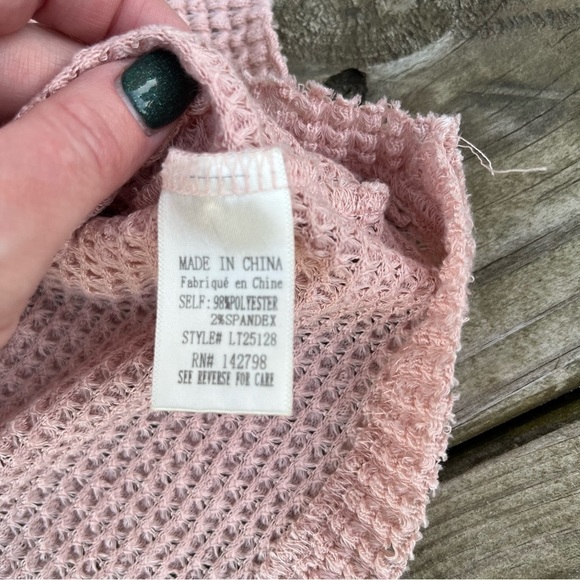 MADE IN CHINA
Fabriqué en Chine
SELF: 98%POLYESTER
2%SPANDEX
STYLE# LT25128
RN# 142798
SEE REVERSE FOR CARE